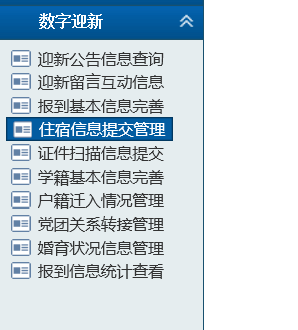 数字迎新
迎新公告信息查询
迎新留言互动信息
报到基本信息完善
住宿信息提交管理
证件扫描信息提交
学籍基本信息完善
户籍迁入情况管理
党团关系转接管理
婚育状况信息管理
报到信息统计查看